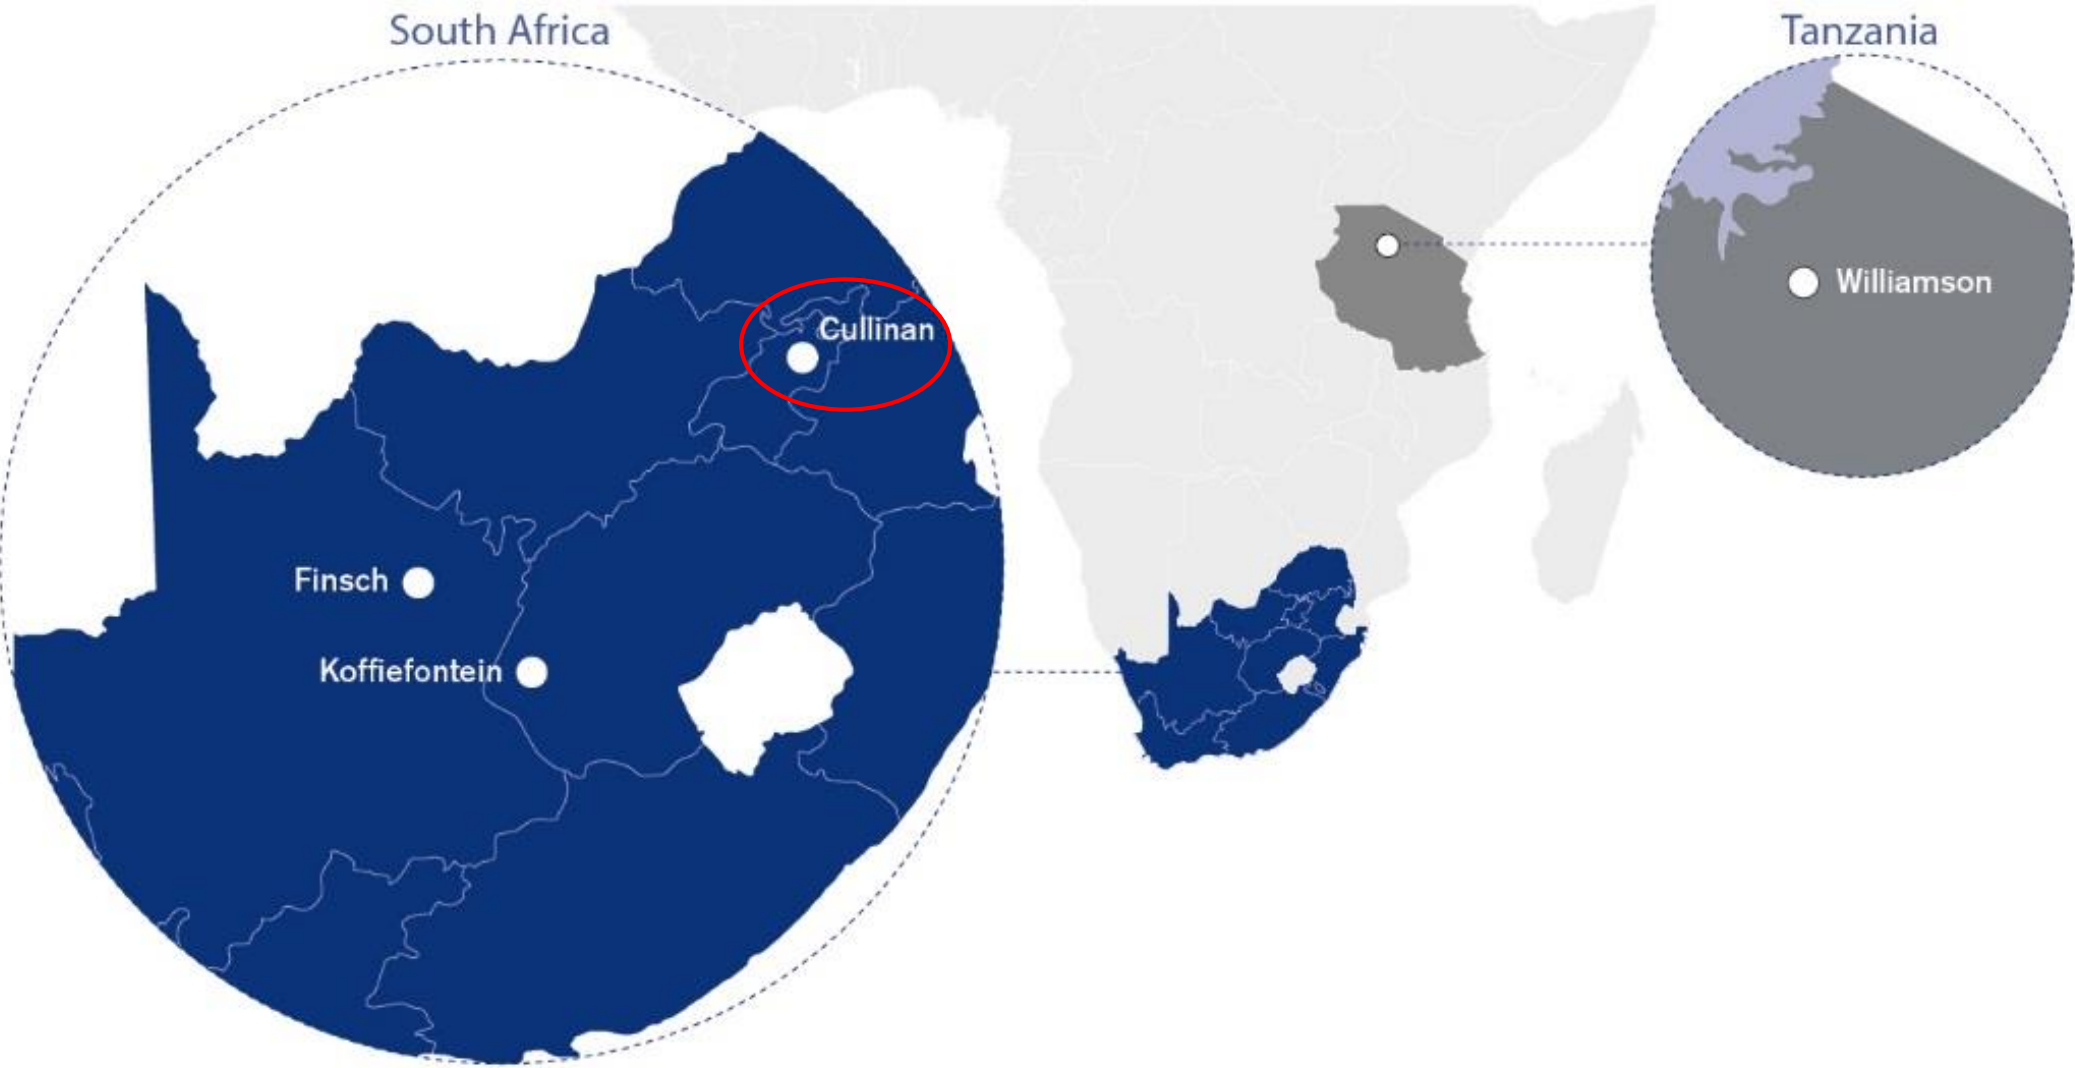 South Africa
Tanzania
Williamson
Cullinan
Finsch
Koffiefontein